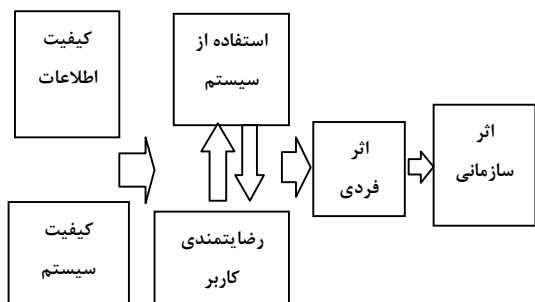 کیفیت
اطلاعات
استفاده از
سیستم
اثر
فردی
اثر
سازمانی
کیفیت
سیستم
رضایتمندی
کاربر